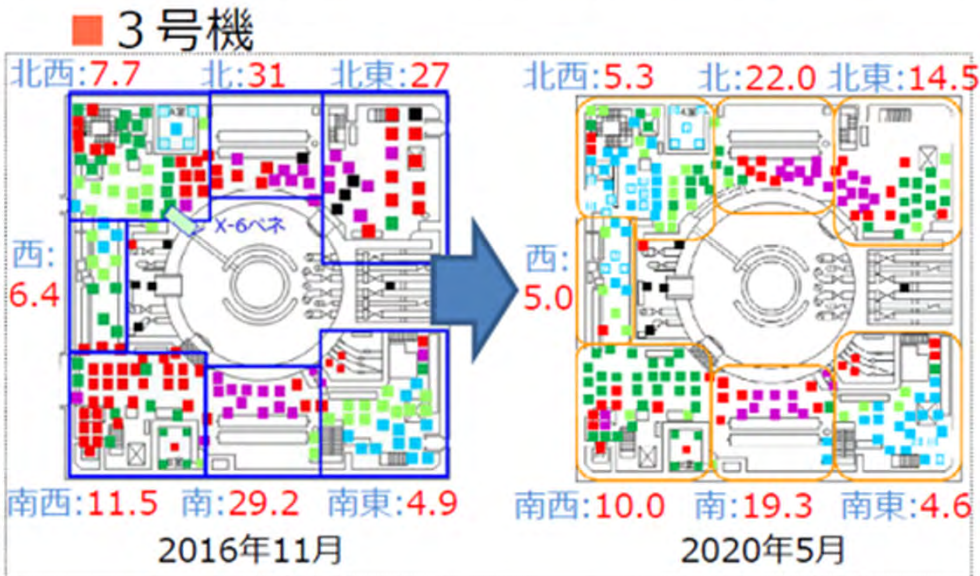 ■ 3号機
北西:7.7 北:31 北東:27
北西:5.3 北:22.0 北東:14.5
X-6ペネ
西:
6.4
西:
5.0
南西:11.5 南:29.2 南東:4.9
南西:10.0 南:19.3 南東:4.6
2016年11月
2020年5月